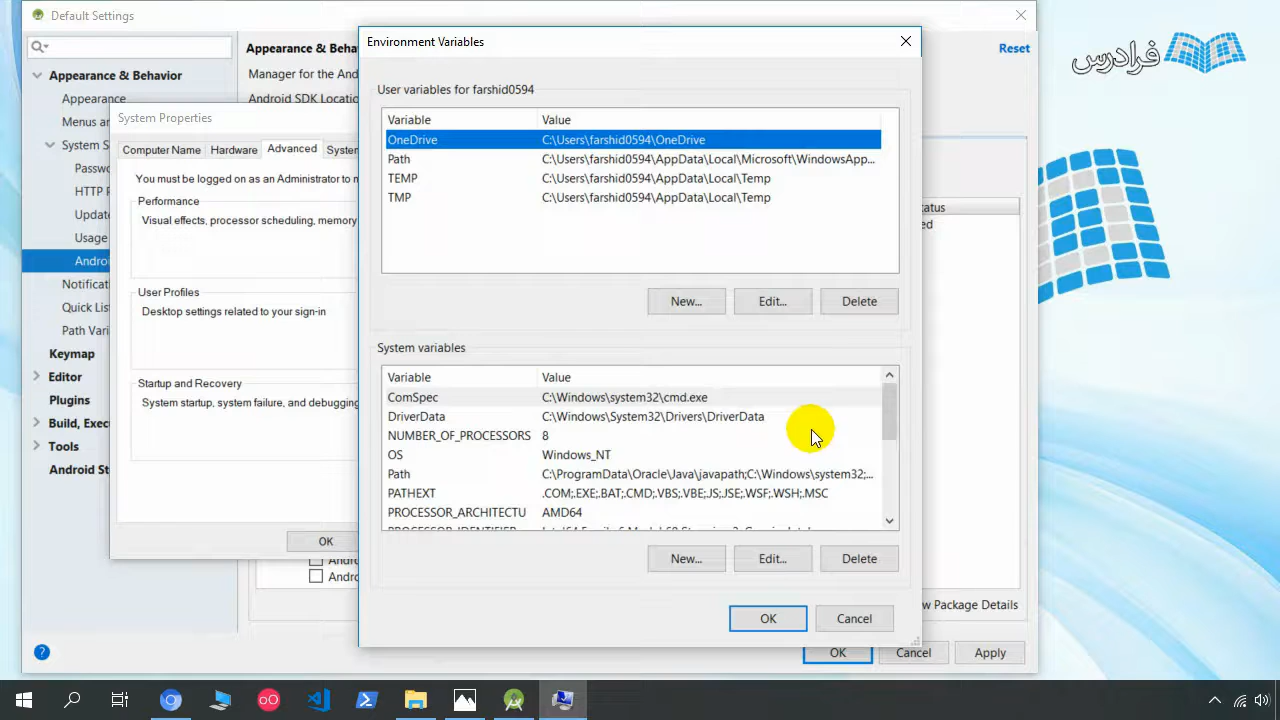 Default Settings
Appearance & Behavior
Appearance
Menus an
System S
Passwo
HTTP P
Update
Usage
Androi
Notificati
Quick List
Path Vari
Keymap
Editor
Plugins
Build, Exec
Tools
Android St
Appearance & Beha
Reset
Manager for the And
Android SDK Locatio
atus
ed
Andro
Andro
w Package Details
OK
Cancel
Apply
System Properties
Computer Name
Hardware
Advanced
System
You must be logged on as an Administrator to m
Performance
Visual effects, processor scheduling, memory
User Profiles
Desktop settings related to your sign-in
Startup and Recovery
System startup, system failure, and debugging
OK
Environment Variables
User variables for farshid0594
Variable Value
OneDrive C:\Users\farshid0594\OneDrive
Path C:\Users\farshid0594\AppData\Local\Microsoft\WindowsApp...
TEMP C:\Users\farshid0594\AppData\Local\Temp
TMP C:\Users\farshid0594\AppData\Local\Temp
New... Edit... Delete
System variables
Variable Value
ComSpec C:\Windows\system32\cmd.exe
DriverData C:\Windows\System32\Drivers\DriverData
NUMBER_OF_PROCESSORS 8
OS Windows_NT
Path C:\ProgramData\Oracle\Java\javapath;C:\Windows\system32;...
PATHEXT .COM;.EXE;.BAT;.CMD;.VBS;.VBE;.JS;.JSE;.WSF;.WSH;.MSC
PROCESSOR_ARCHITECTU AMD64
New... Edit... Delete
OK Cancel
فرادرس